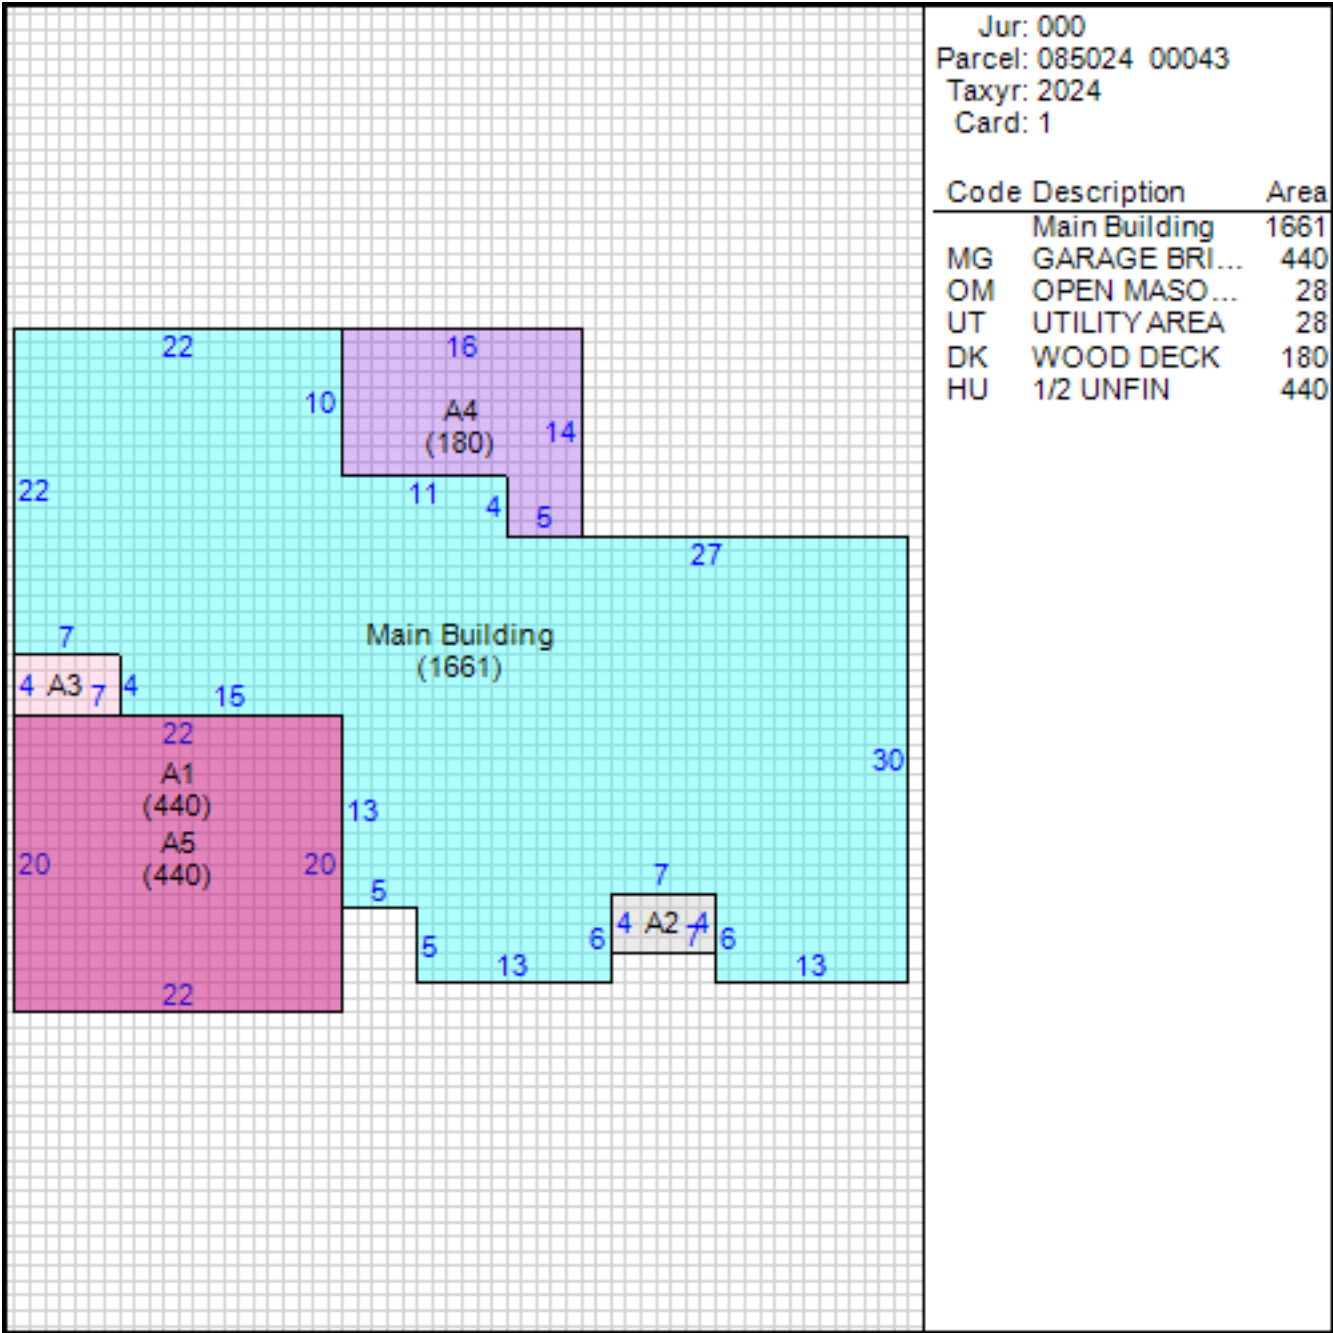 Jur: 000
Parcel: 085024 00043
Taxyr: 2024
Card: 1
Code Description Area
Main Building 1661
MG GARAGE BRI... 440
OM OPEN MASO... 28
UT UTILITY AREA 28
DK WOOD DECK 180
HU 1/2 UNFIN 440
22
16
10
A4
(180)
14
22
11
4
5
27
7
Main Building
(1661)
4 A3 7 4
15
22
A1
(440)
A5
(440)
20
20
13
30
5
7
5
6
4 A2 7 4
6
13
13
22